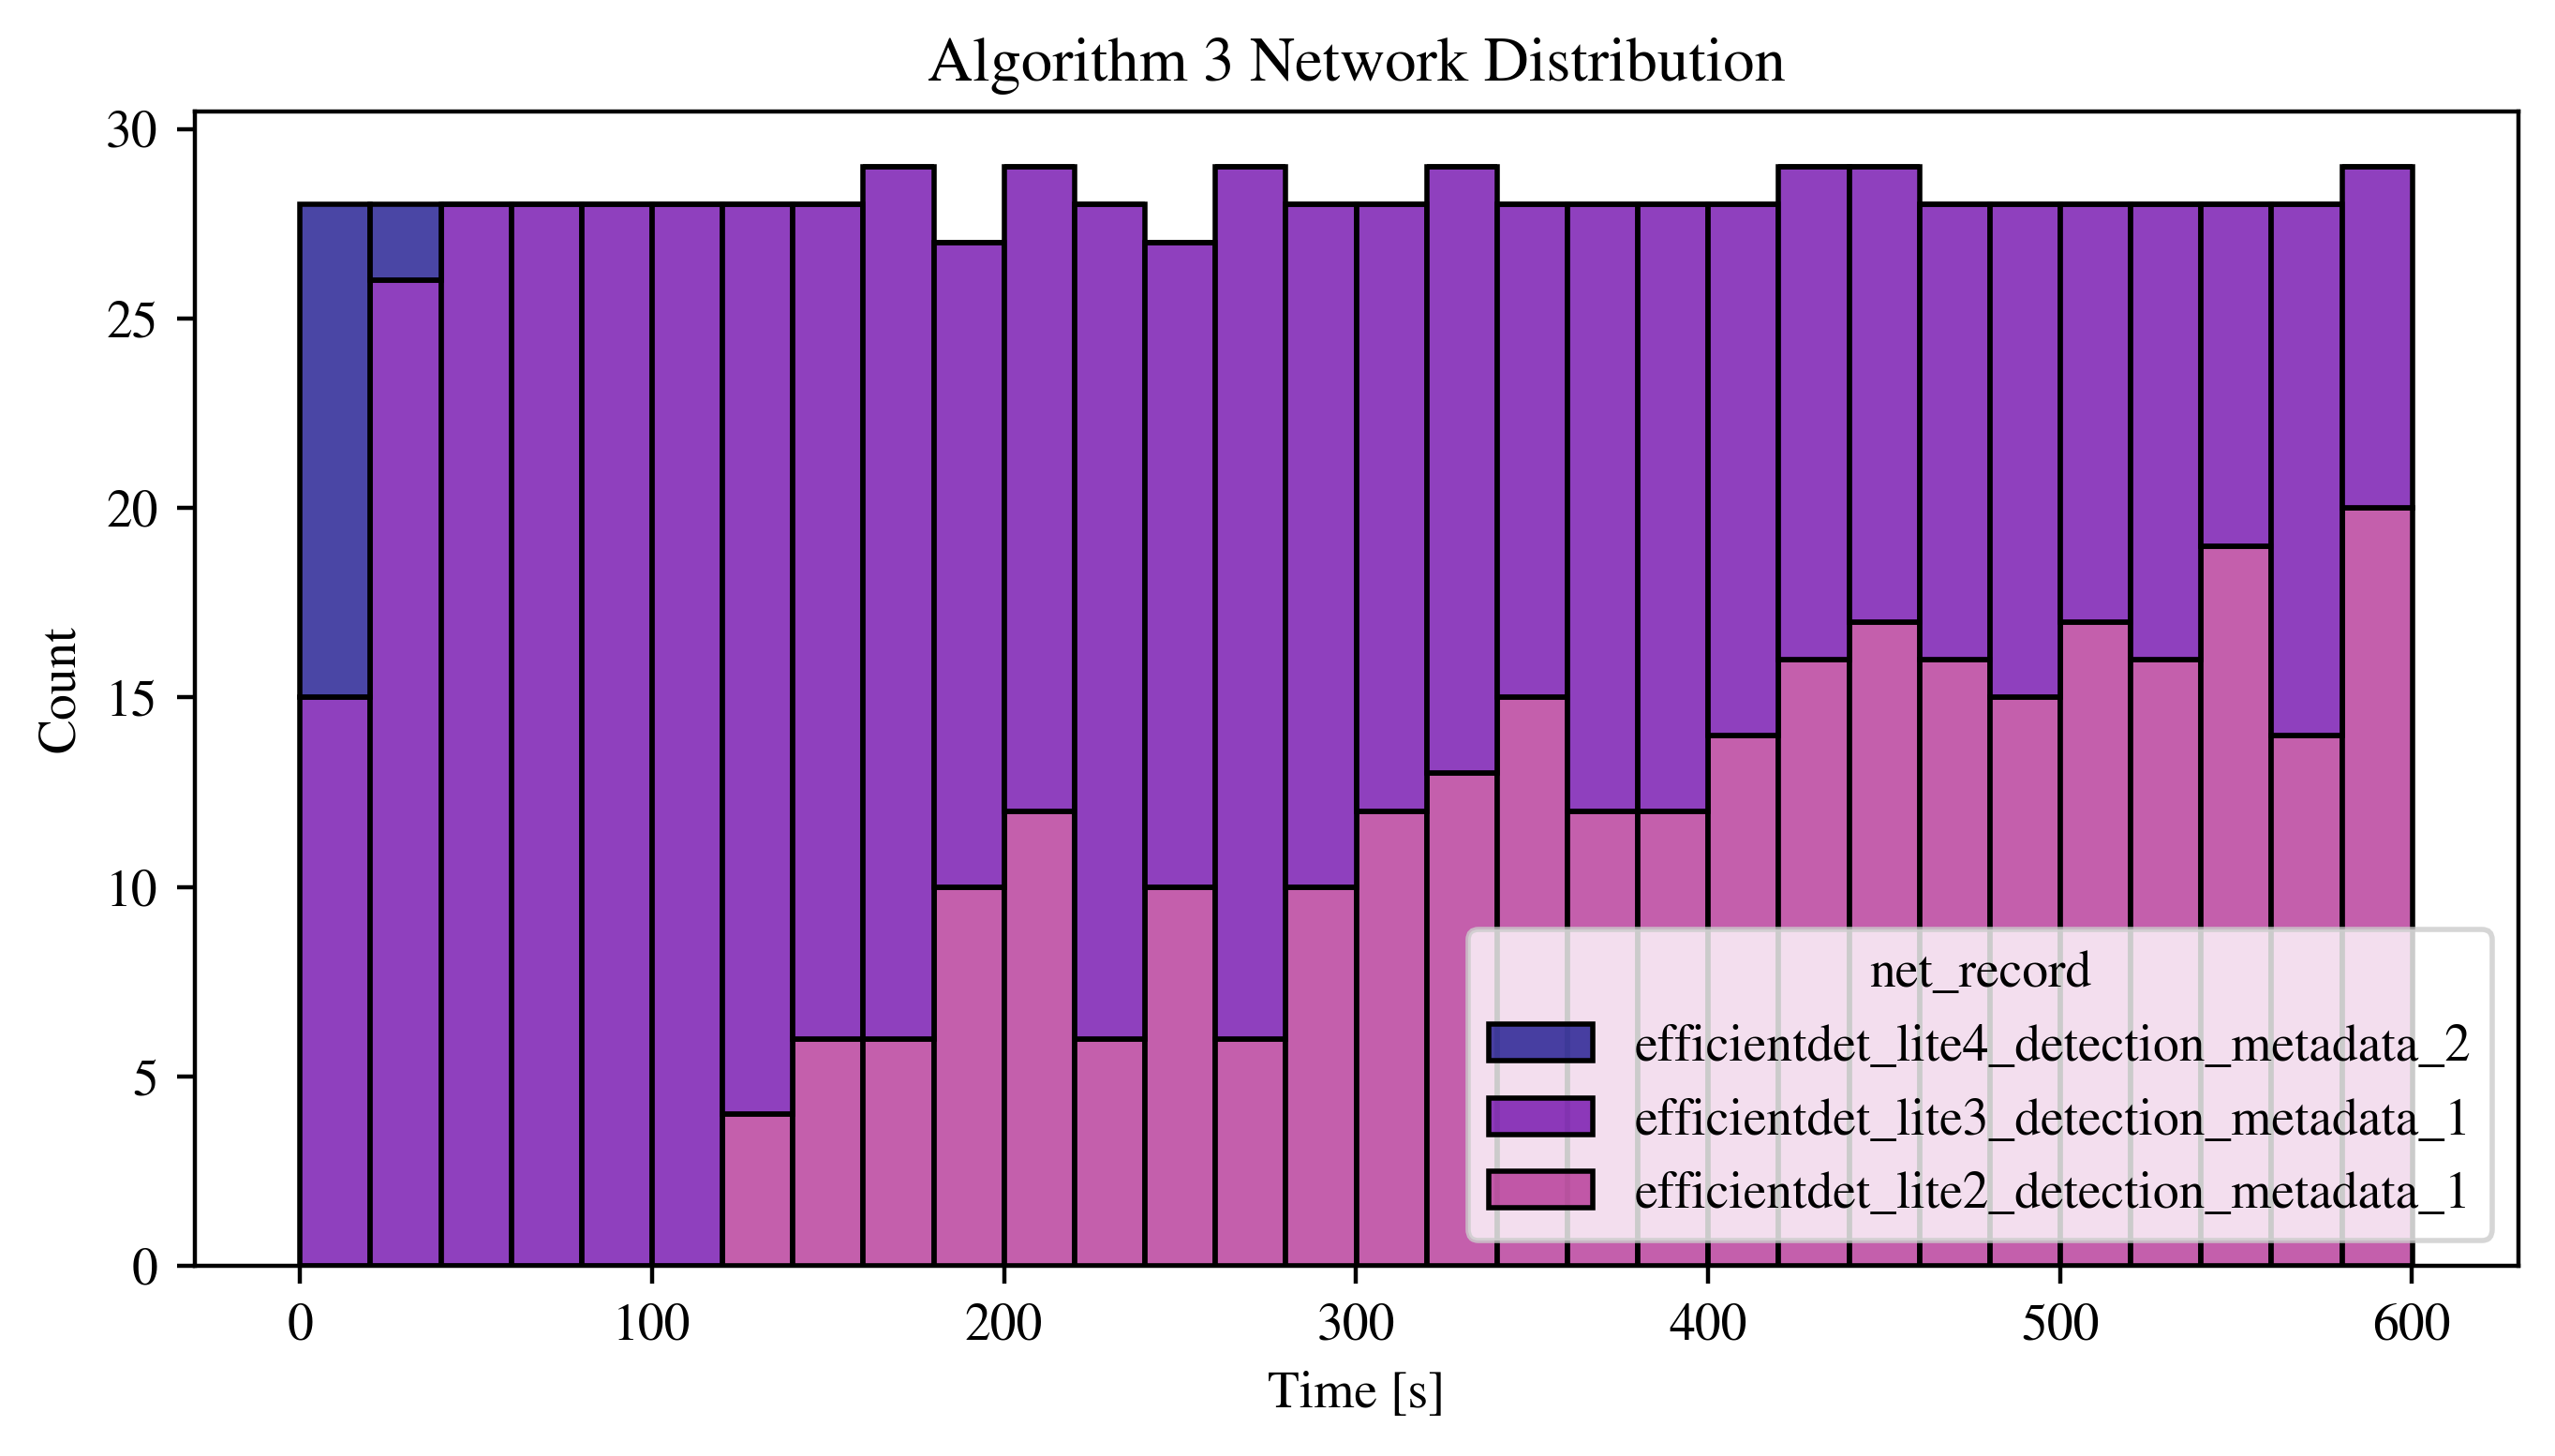 Algorithm 3 Network Distribution
30
25
20
15
10
5
0
Count
0 100 200 300 400 500 600
Time [s]
net_record
efficientdet_lite4_detection_metadata_2
efficientdet_lite3_detection_metadata_1
efficientdet_lite2_detection_metadata_1